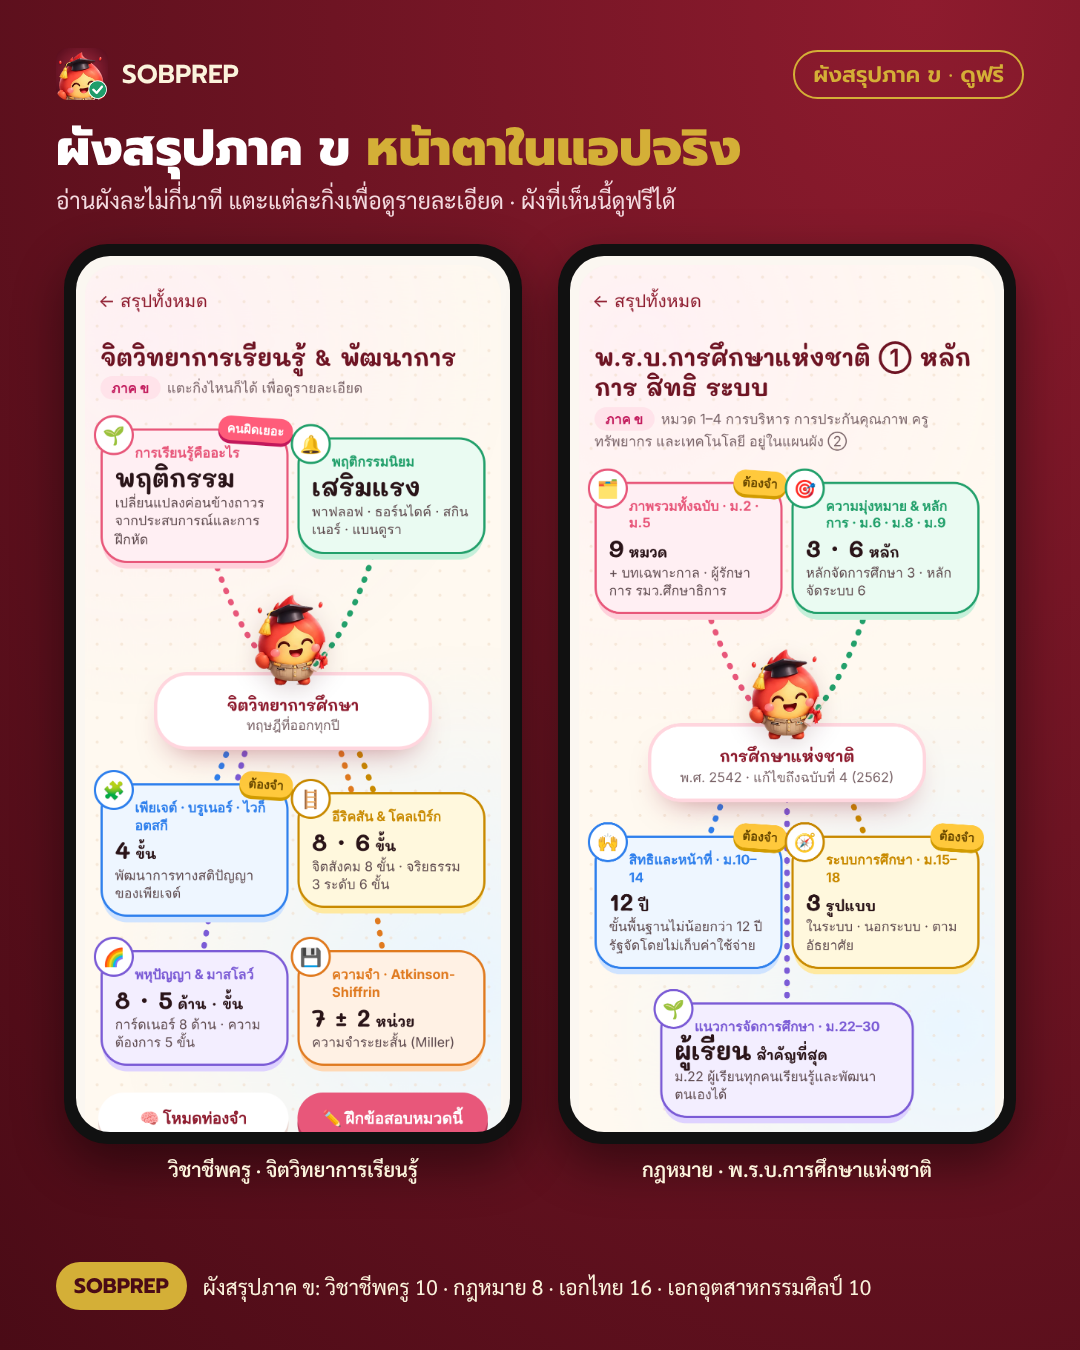 SOBPREP
ผังสรุปภาค ข · ดูฟรี
ผังสรุปภาค ข หน้าตาในแอปจริง
อ่านผังละไม่กี่นาที แตะแต่ละกิ่งเพื่อดูรายละเอียด · ผังที่เห็นนี้ดูฟรีได้
← สรุปทั้งหมด
จิตวิทยาการเรียนรู้ & พัฒนาการ
ภาค ข แตะกิ่งไหนก็ได้ เพื่อดูรายละเอียด
คนผิดเยอะ
การเรียนรู้คืออะไร
พฤติกรรม
เปลี่ยนแปลงค่อนข้างถาวร
จากประสบการณ์และการ
ฝึกหัด
พฤติกรรมนิยม
เสริมแรง
พาฟลอฟ · ธอร์นไดค์ · สกิน
เนอร์ · แบนดูรา
จิตวิทยาการศึกษา
ทฤษฎีที่ออกทุกปี
ต้องจำ
เพียเจต์ · บรูเนอร์ · ไวก็
อตสกี
4 ขั้น
พัฒนาการทางสติปัญญา
ของเพียเจต์
อีริคสัน & โคลเบิร์ก
8 · 6 ขั้น
จิตสังคม 8 ขั้น · จริยธรรม
3 ระดับ 6 ขั้น
พหุปัญญา & มาสโลว์
8 · 5 ด้าน · ขั้น
การ์ดเนอร์ 8 ด้าน · ความ
ต้องการ 5 ขั้น
ความจำ · Atkinson-
Shiffrin
7 ± 2 หน่วย
ความจำระยะสั้น (Miller)
🧠 โหมดท่องจำ
✏️ ฝึกข้อสอบหมวดนี้
วิชาชีพครู · จิตวิทยาการเรียนรู้
← สรุปทั้งหมด
พ.ร.บ.การศึกษาแห่งชาติ ① หลัก
การ สิทธิ ระบบ
ภาค ข หมวด 1–4 การบริหาร การประกันคุณภาพ ครู
ทรัพยากร และเทคโนโลยี อยู่ในแผนผัง ②
ต้องจำ
ภาพรวมทั้งฉบับ · ม.2 ·
ม.5
9 หมวด
+ บทเฉพาะกาล · ผู้รักษา
การ รมว.ศึกษาธิการ
ความมุ่งหมาย & หลัก
การ · ม.6 · ม.8 · ม.9
3 · 6 หลัก
หลักจัดการศึกษา 3 · หลัก
จัดระบบ 6
การศึกษาแห่งชาติ
พ.ศ. 2542 · แก้ไขถึงฉบับที่ 4 (2562)
ต้องจำ
สิทธิและหน้าที่ · ม.10–
14
12 ปี
ขั้นพื้นฐานไม่น้อยกว่า 12 ปี
รัฐจัดโดยไม่เก็บค่าใช้จ่าย
ต้องจำ
ระบบการศึกษา · ม.15–
18
3 รูปแบบ
ในระบบ · นอกระบบ · ตาม
อัธยาศัย
แนวการจัดการศึกษา · ม.22–30
ผู้เรียน สำคัญที่สุด
ม.22 ผู้เรียนทุกคนเรียนรู้และพัฒนา
ตนเองได้
กฎหมาย · พ.ร.บ.การศึกษาแห่งชาติ
SOBPREP
ผังสรุปภาค ข: วิชาชีพครู 10 · กฎหมาย 8 · เอกไทย 16 · เอกอุตสาหกรรมศิลป์ 10